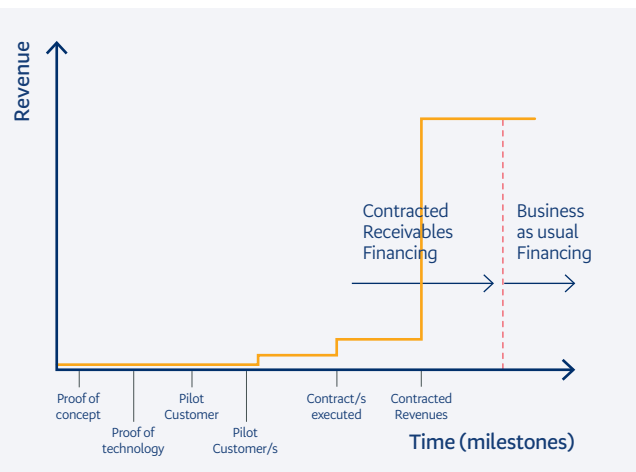 Revenue
Contracted
Receivables
Financing
Business
as usual
Financing
Proof of
concept
Proof of
technology
Pilot
Customer
Pilot
Customer/s
Contract/s
executed
Contracted
Revenues
Time (milestones)